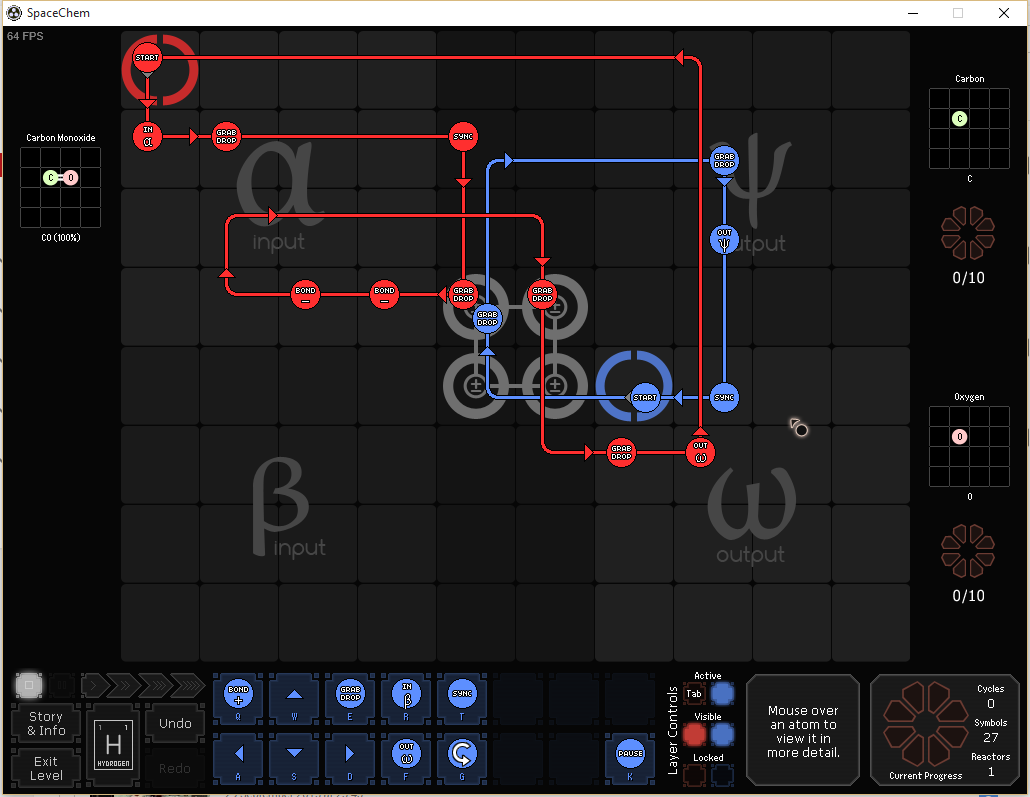 SpaceChem
64 FPS
START
IN
α
GRAB
DROP
SYNC
GRAB
DROP
OUT
ψ
α
input
ψ
output
BOND
−
BOND
−
GRAB
DROP
GRAB
DROP
GRAB
DROP
±
±
±
±
START
SYNC
GRAB
DROP
OUT
ω
β
input
ω
output
Carbon Monoxide
C=O
CO (100%)
Carbon
C
C
0/10
Oxygen
O
O
0/10
Story
& Info
Exit
Level
1
H
HYDROGEN
Undo
Redo
BOND
+
Q
W
GRAB
DROP
E
IN
β
R
SYNC
T
A
S
D
OUT
ω
F
G
PAUSE
K
Layer Controls
Active
Tab
Visible
Locked
Mouse over
an atom to
view it in
more detail.
Cycles
0
Symbols
27
Reactors
1
Current Progress